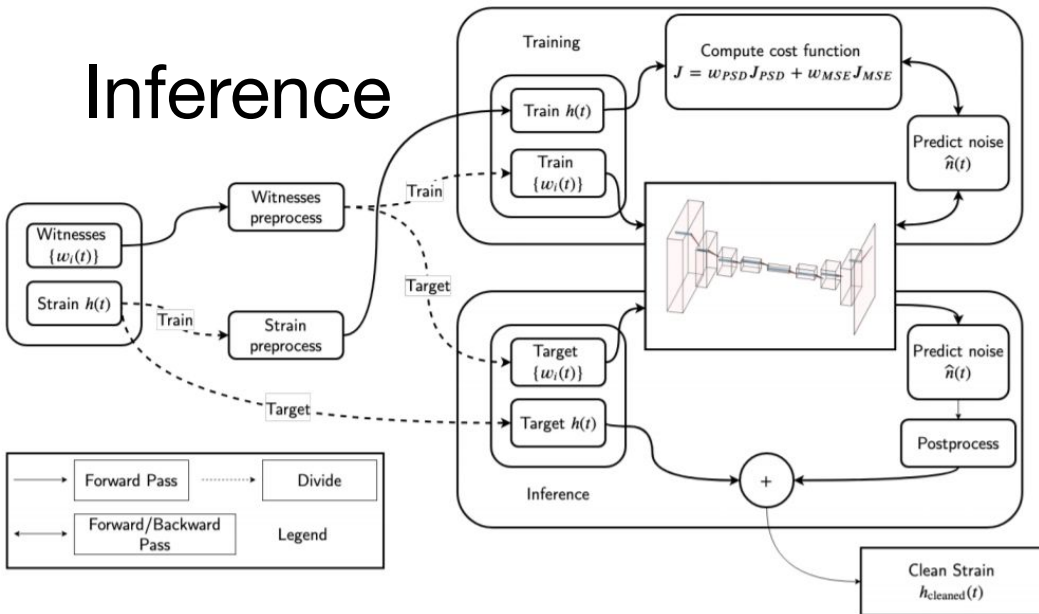 Inference
Training
Compute cost function
J = w_PSD J_PSD + w_MSE J_MSE
Train h(t)
Train
{w_i(t)}
Predict noise
n̂(t)
Witnesses
{w_i(t)}
Strain h(t)
Witnesses
preprocess
Strain
preprocess
Train
Target
Train
Target
Target
{w_i(t)}
Target h(t)
Inference
Predict noise
n̂(t)
Postprocess
+
Clean Strain
h_cleaned(t)
Forward Pass
Divide
Forward/Backward
Pass
Legend